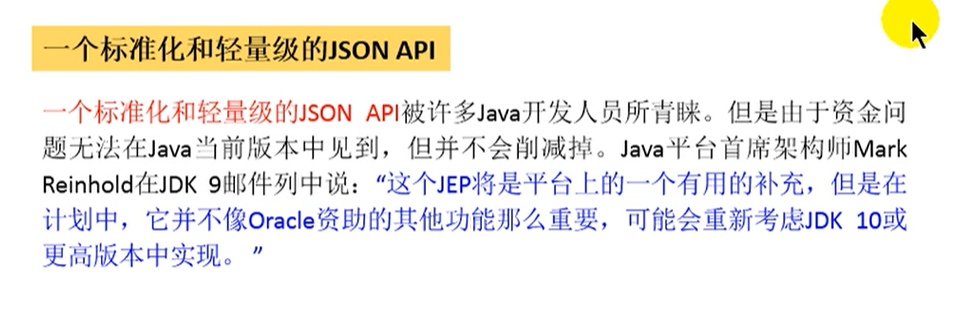 一个标准化和轻量级的JSON API
一个标准化和轻量级的JSON API被许多Java开发人员所青睐。但是由于资金问
题无法在Java当前版本中见到，但并不会削减掉。Java平台首席架构师Mark
Reinhold在JDK 9邮件列中说：“这个JEP将是平台上的一个有用的补充，但是在
计划中，它并不像Oracle资助的其他功能那么重要，可能会重新考虑JDK 10或
更高版本中实现。”